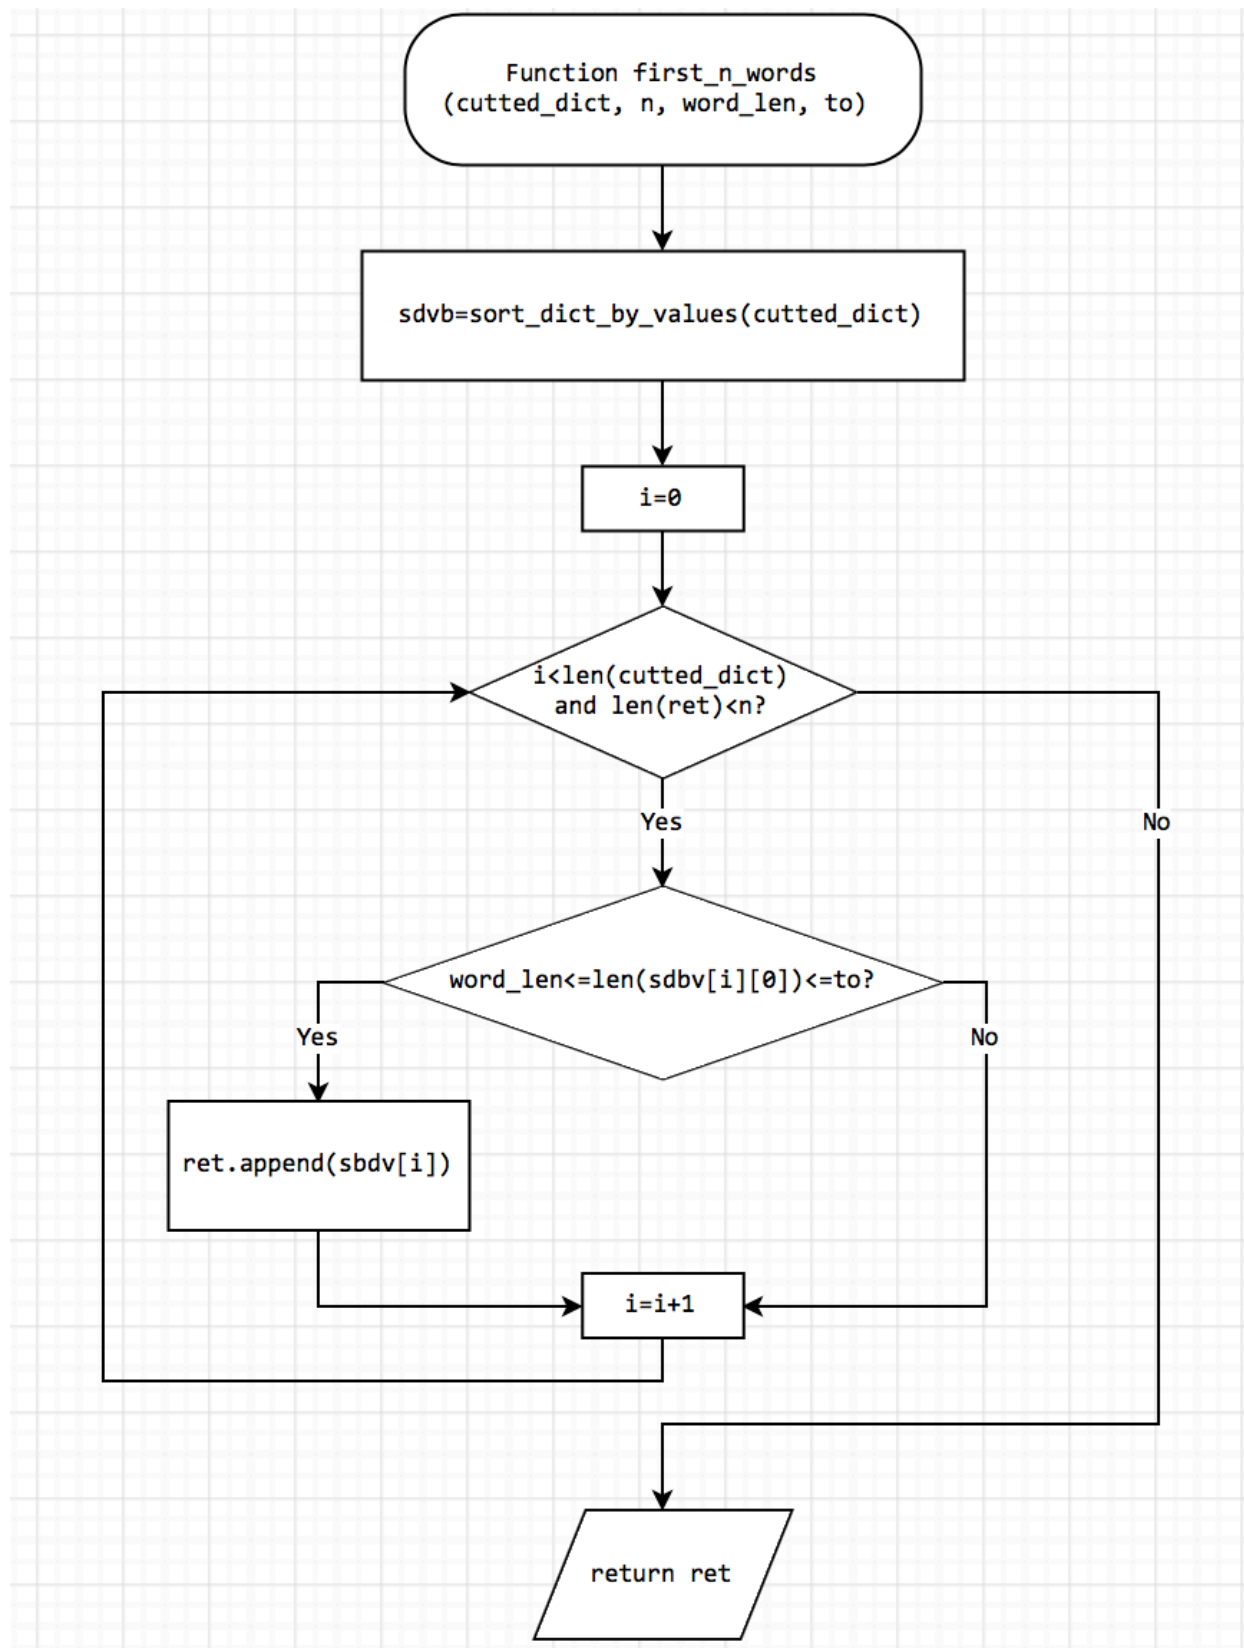 Function first_n_words
(cutted_dict, n, word_len, to)
sdvb=sort_dict_by_values(cutted_dict)
i=0
i<len(cutted_dict)
and len(ret)<n?
Yes
No
word_len<=len(sdbv[i][0])<=to?
Yes
No
ret.append(sbdv[i])
i=i+1
return ret